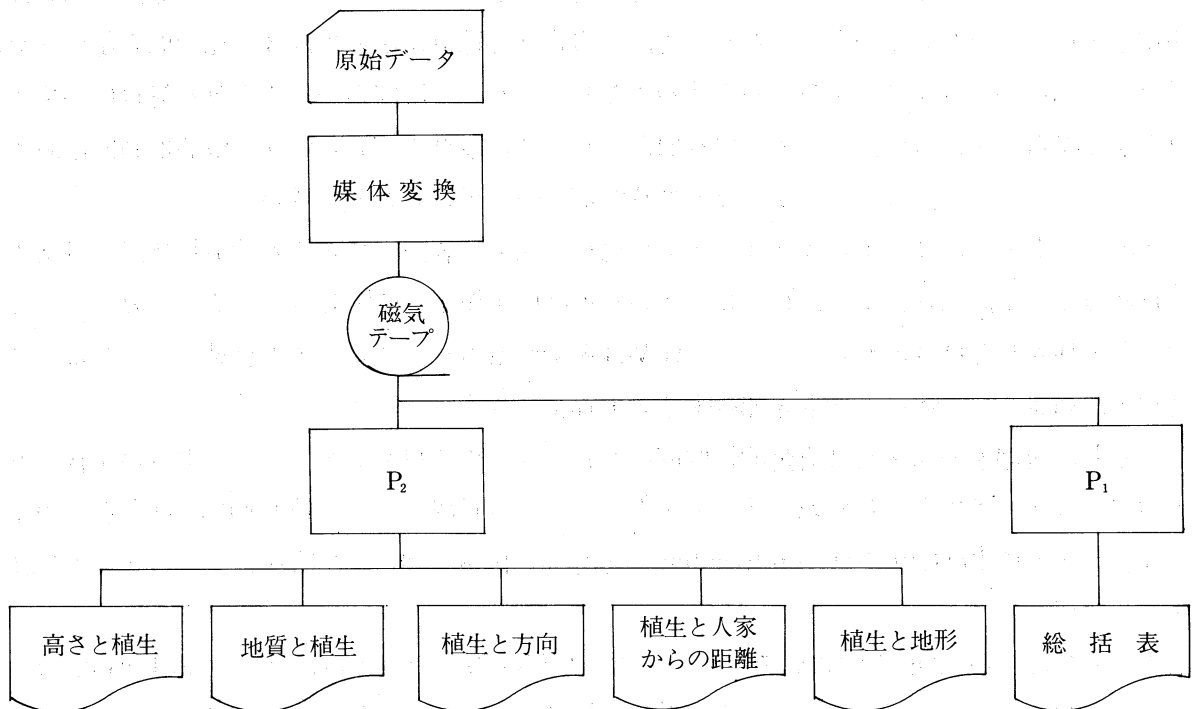 原始データ
媒体変換
磁気
テープ
P₂
P₁
高さと植生
地質と植生
植生と方向
植生と人家
からの距離
植生と地形
総括表